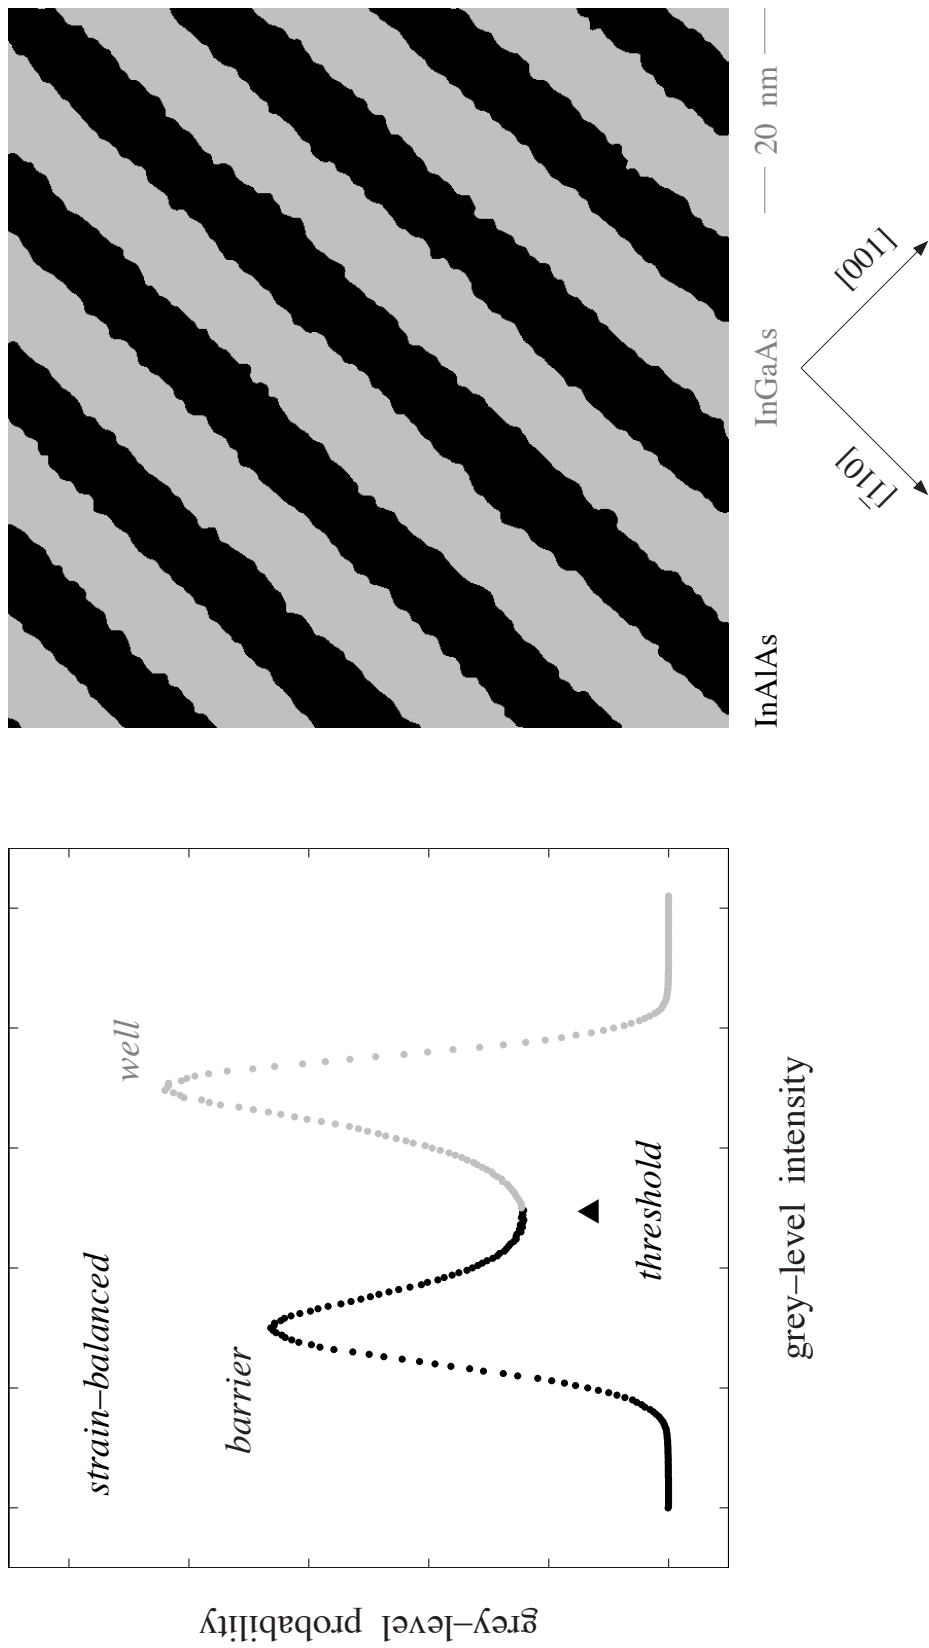 strain–balanced
barrier
well
threshold
grey–level intensity
grey–level probability
InAlAs
InGaAs
20 nm
[1̄10]
[001]